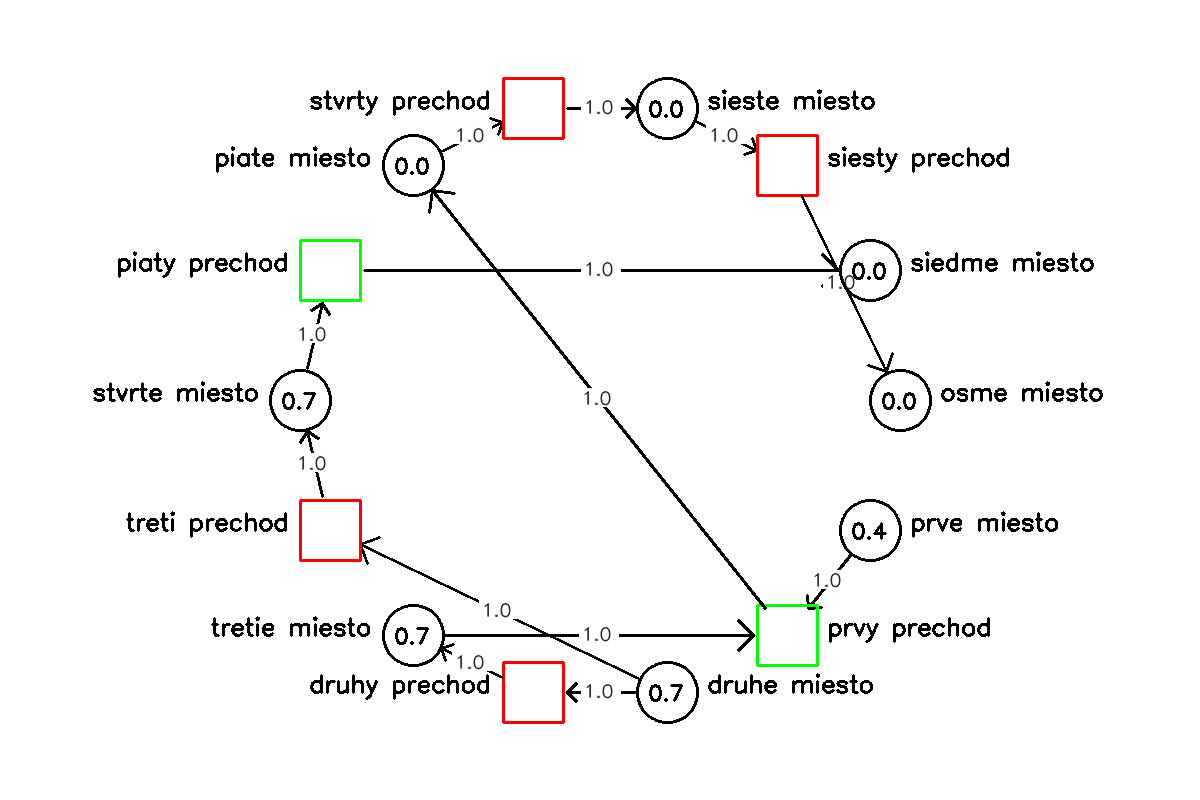 stvrty prechod 1.0 0.0 sieste miesto
1.0 1.0
piate miesto 0.0 siesty prechod
piaty prechod 1.0 0.0 siedme miesto
1.0
1.0
stvrte miesto 0.7 0.0 osme miesto
1.0
1.0
treti prechod 0.4 prve miesto
1.0
1.0
tretie miesto 0.7 1.0 prvy prechod
1.0
druhy prechod 1.0 0.7 druhe miesto